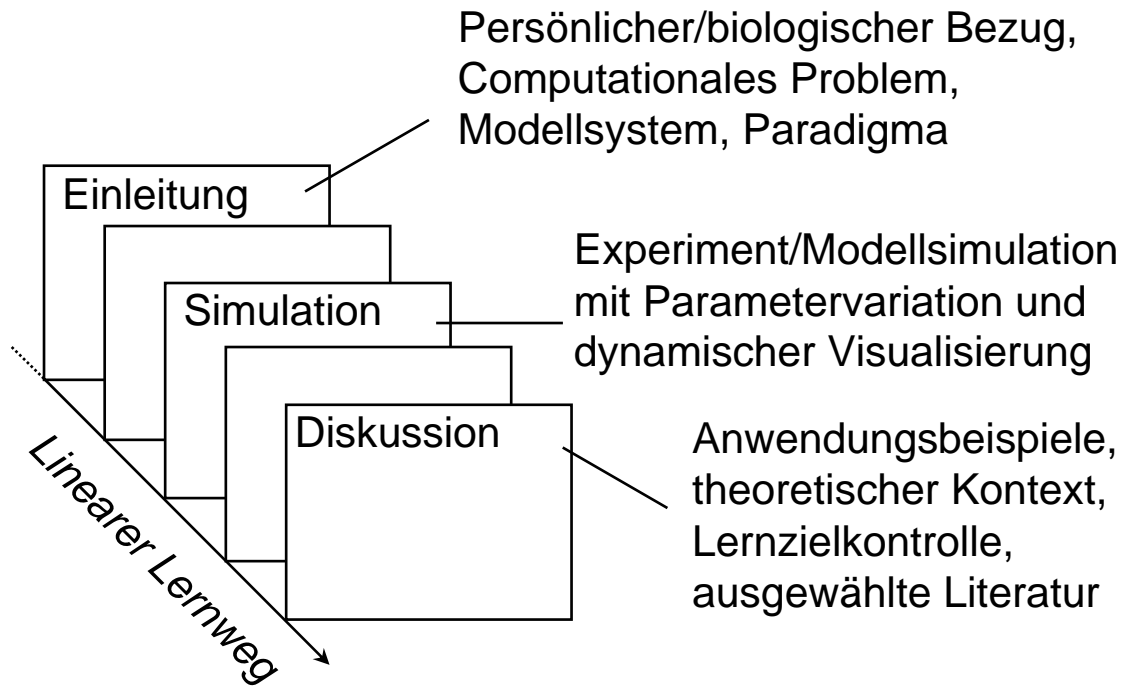 Persönlicher/biologischer Bezug,
Computationales Problem,
Modellsystem, Paradigma
Einleitung
Experiment/Modellsimulation
mit Parametervariation und
dynamischer Visualisierung
Simulation
Diskussion
Anwendungsbeispiele,
theoretischer Kontext,
Lernzielkontrolle,
ausgewählte Literatur
Linearer Lernweg